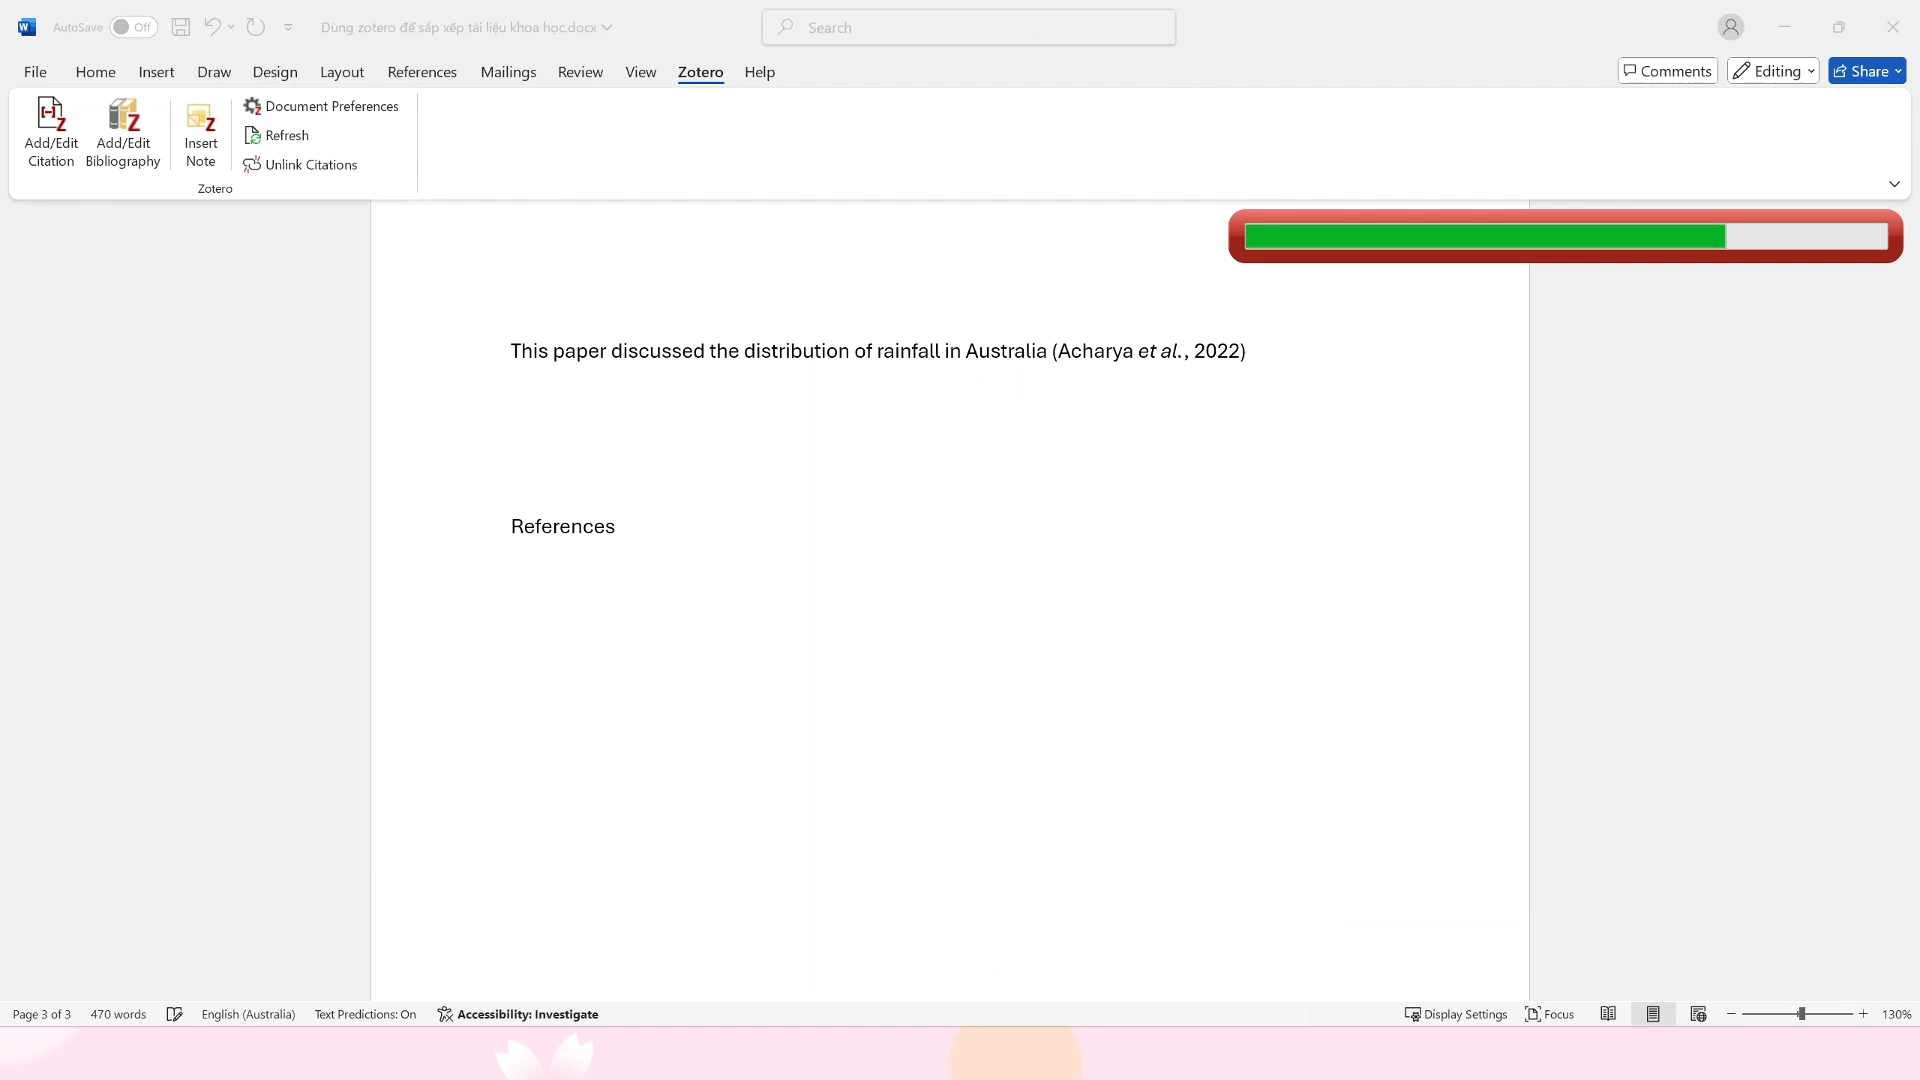 AutoSave Off Dùng zotero để sắp xếp tài liệu khoa học.docx Search
File Home Insert Draw Design Layout References Mailings Review View Zotero Help Comments Editing Share
Add/Edit Citation
Add/Edit Bibliography
Insert Note
Document Preferences
Refresh
Unlink Citations
Zotero
This paper discussed the distribution of rainfall in Australia (Acharya et al., 2022)
References
Page 3 of 3 470 words English (Australia) Text Predictions: On Accessibility: Investigate Display Settings Focus 130%